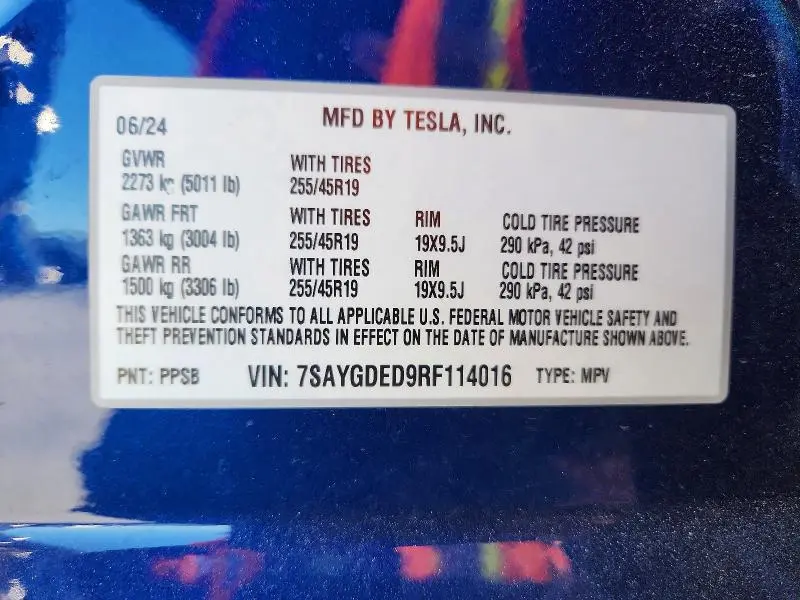 06/24 MFD BY TESLA, INC.
GVWR WITH TIRES
2273 kg (5011 lb) 255/45R19
GAWR FRT WITH TIRES RIM COLD TIRE PRESSURE
1363 kg (3004 lb) 255/45R19 19X9.5J 290 kPa, 42 psi
GAWR RR WITH TIRES RIM COLD TIRE PRESSURE
1500 kg (3306 lb) 255/45R19 19X9.5J 290 kPa, 42 psi
THIS VEHICLE CONFORMS TO ALL APPLICABLE U.S. FEDERAL MOTOR VEHICLE SAFETY AND
THEFT PREVENTION STANDARDS IN EFFECT ON THE DATE OF MANUFACTURE SHOWN ABOVE.
PNT: PPSB VIN: 7SAYGDED9RF114016 TYPE: MPV